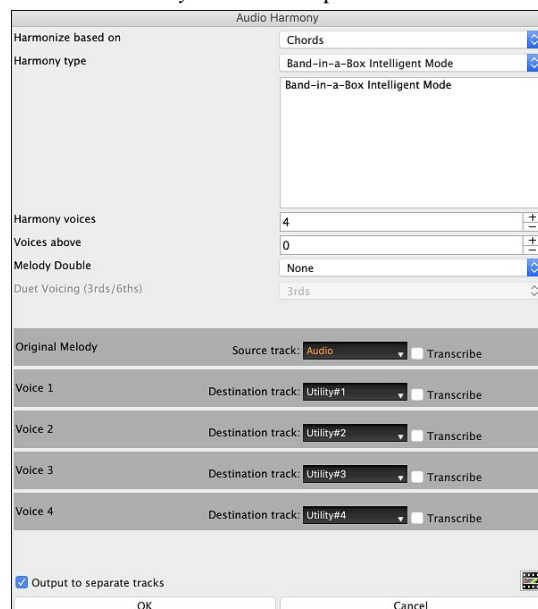 Audio Harmony
Harmonize based on Chords
Harmony type Band-in-a-Box Intelligent Mode
Band-in-a-Box Intelligent Mode
Harmony voices 4
Voices above 0
Melody Double None
Duet Voicing (3rds/6ths) 3rds
Original Melody Source track: Audio Transcribe
Voice 1 Destination track: Utility#1 Transcribe
Voice 2 Destination track: Utility#2 Transcribe
Voice 3 Destination track: Utility#3 Transcribe
Voice 4 Destination track: Utility#4 Transcribe
Output to separate tracks
OK Cancel